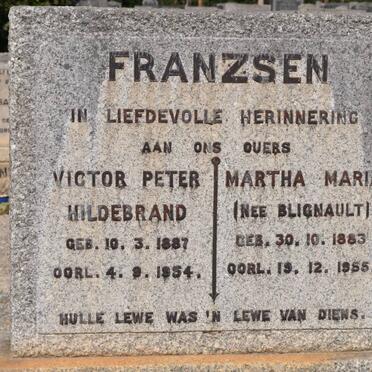 FRANZSEN
IN LIEFDEVOLLE HERINNERING
AAN ONS OUERS
VICTOR PETER
HILDEBRAND
GEB. 10. 3. 1887
OORL. 4. 9. 1954.
MARTHA MARI
(NEE BLIGNAULT)
GEB. 30. 10. 1883
OORL. 19. 12. 1955
HULLE LEWE WAS 'N LEWE VAN DIENS.